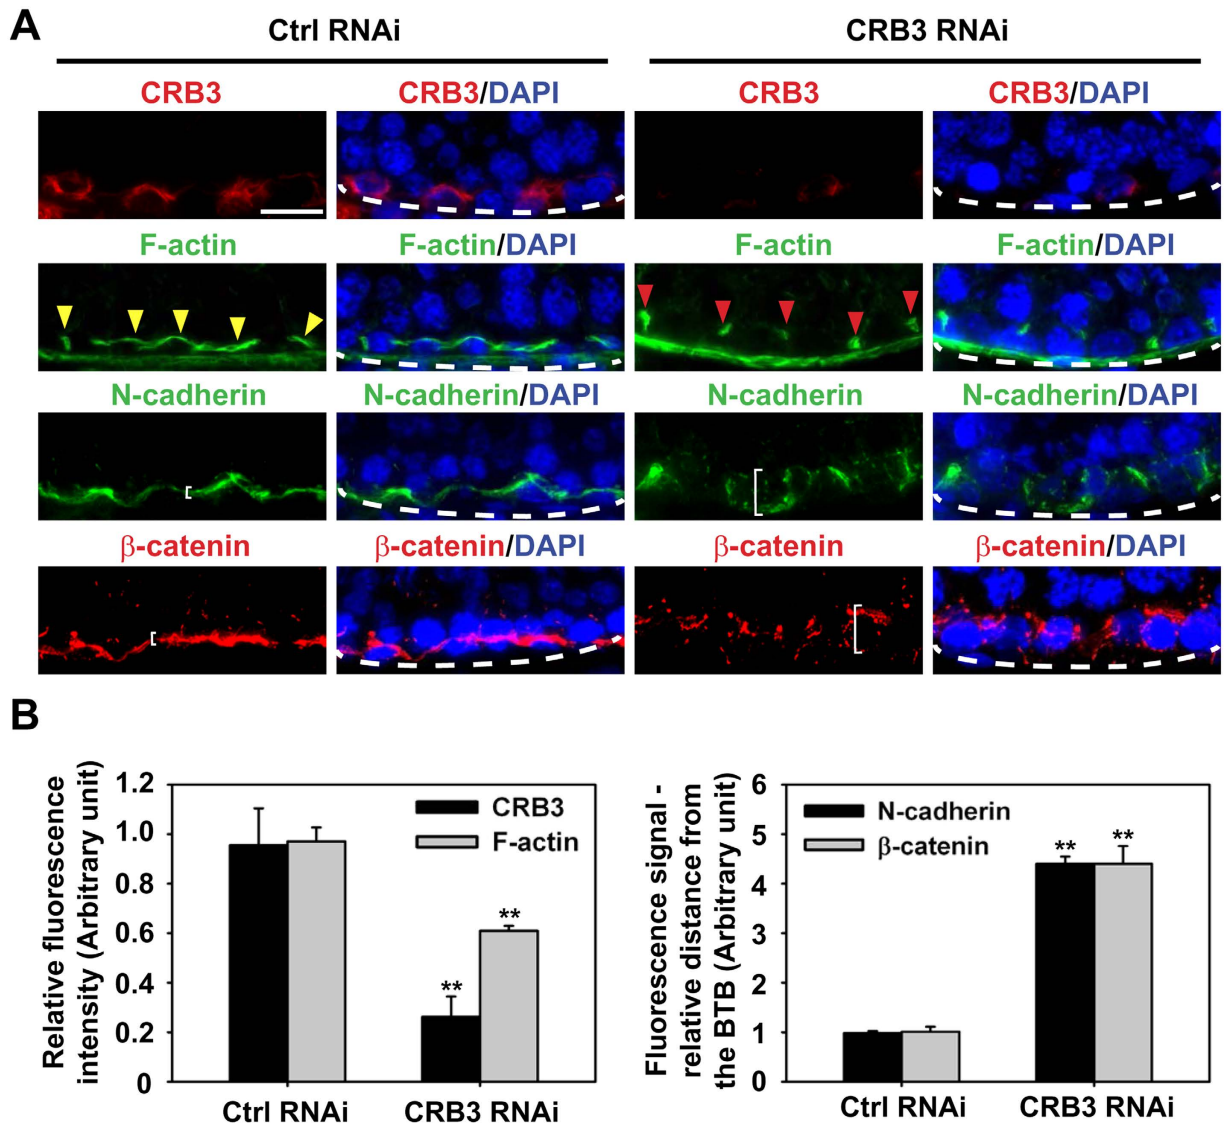 A
Ctrl RNAi
CRB3 RNAi
CRB3
CRB3/DAPI
CRB3
CRB3/DAPI
F-actin
F-actin/DAPI
F-actin
F-actin/DAPI
N-cadherin
N-cadherin/DAPI
N-cadherin
N-cadherin/DAPI
β-catenin
β-catenin/DAPI
β-catenin
β-catenin/DAPI
B
Relative fluorescence
intensity (Arbitrary unit)
1.2
1.0
0.8
0.6
0.4
0.2
0
CRB3
F-actin
**
**
Ctrl RNAi
CRB3 RNAi
Fluorescence signal -
relative distance from
the BTB (Arbitrary unit)
6
5
4
3
2
1
0
N-cadherin
β-catenin
**
**
Ctrl RNAi
CRB3 RNAi